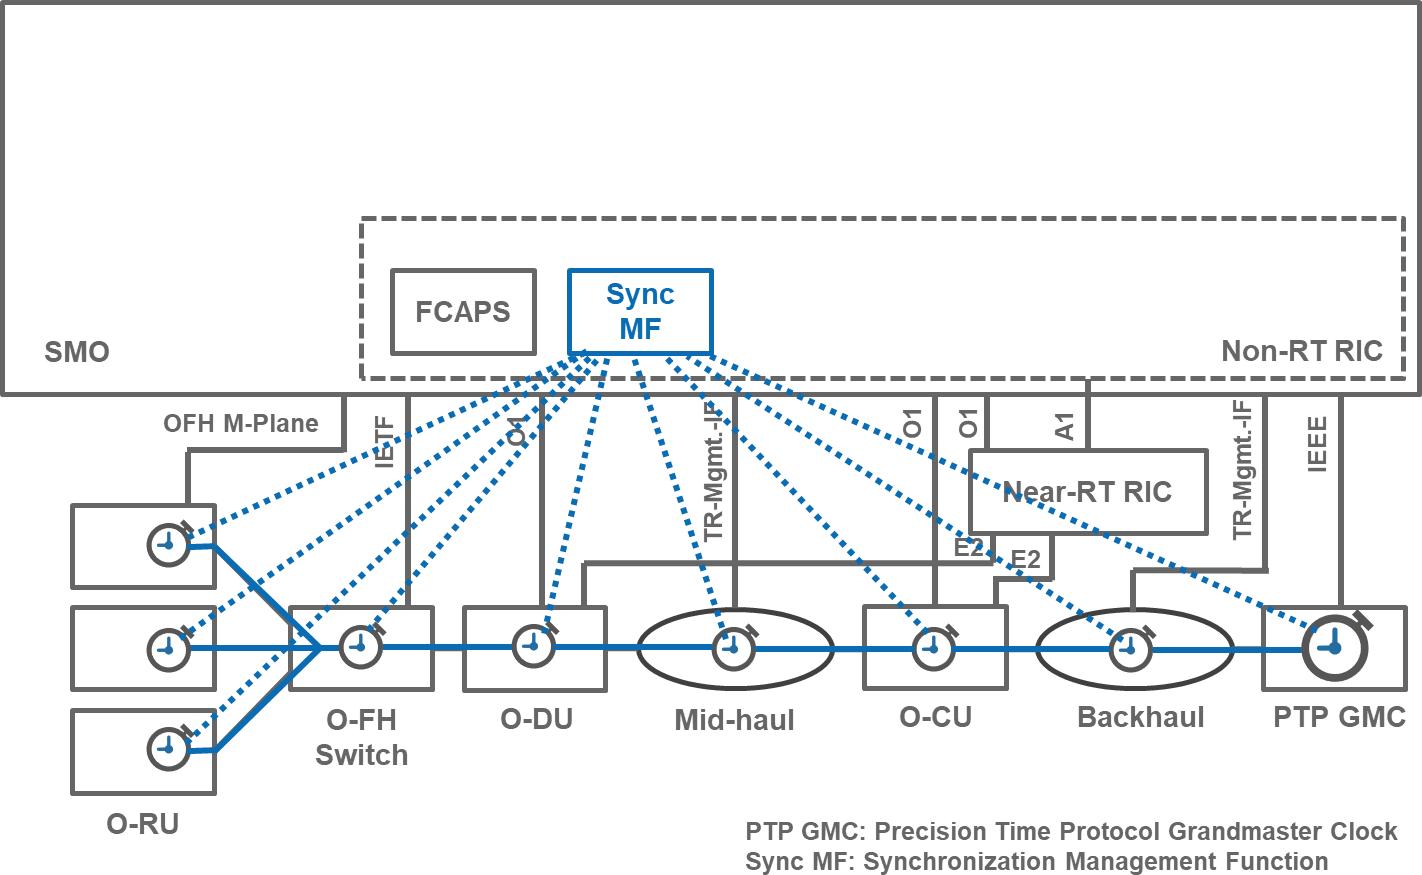 FCAPS
Sync
MF
SMO
Non-RT RIC
OFH M-Plane
IETF
O1
TR-Mgmt.-IF
O1
O1
A1
TR-Mgmt.-IF
IEEE
Near-RT RIC
E2
E2
O-FH
Switch
O-DU
Mid-haul
O-CU
Backhaul
PTP GMC
O-RU
PTP GMC: Precision Time Protocol Grandmaster Clock
Sync MF: Synchronization Management Function